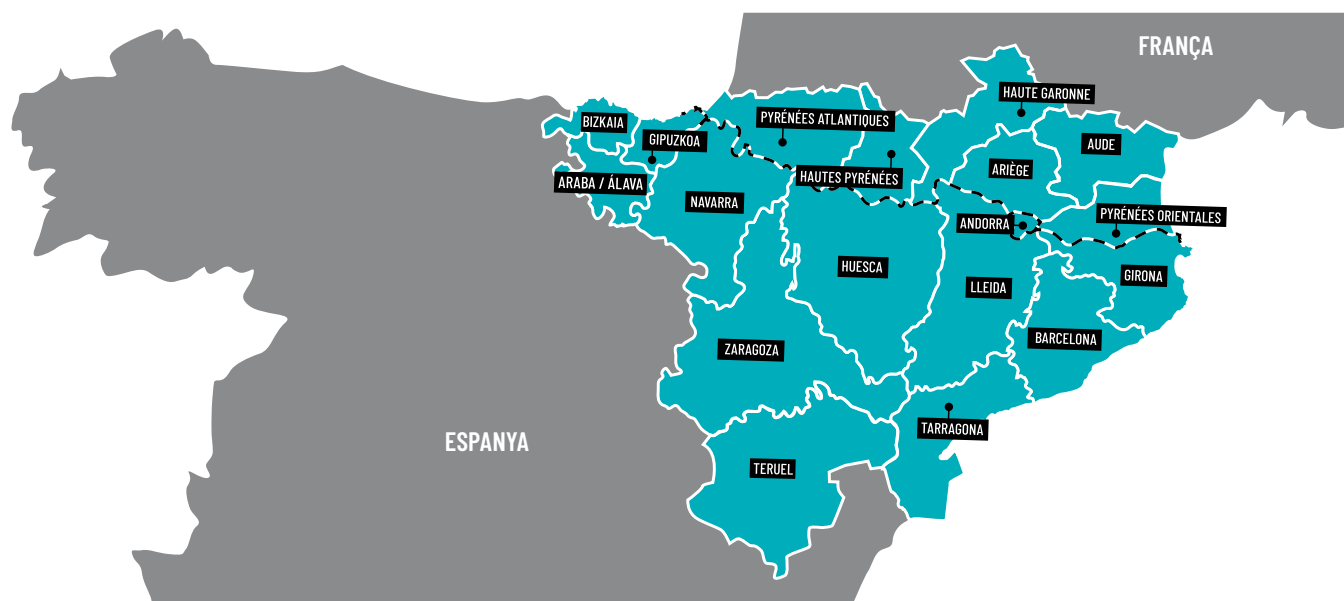 FRANÇA
HAUTE GARONNE
PYRÉNÉES ATLANTIQUES
BIZKAIA
GIPUZKOA
AUDE
ARIÈGE
HAUTES PYRÉNÉES
ARABA / ÁLAVA
NAVARRA
PYRÉNÉES ORIENTALES
ANDORRA
HUESCA
GIRONA
LLEIDA
BARCELONA
ZARAGOZA
TARRAGONA
ESPANYA
TERUEL